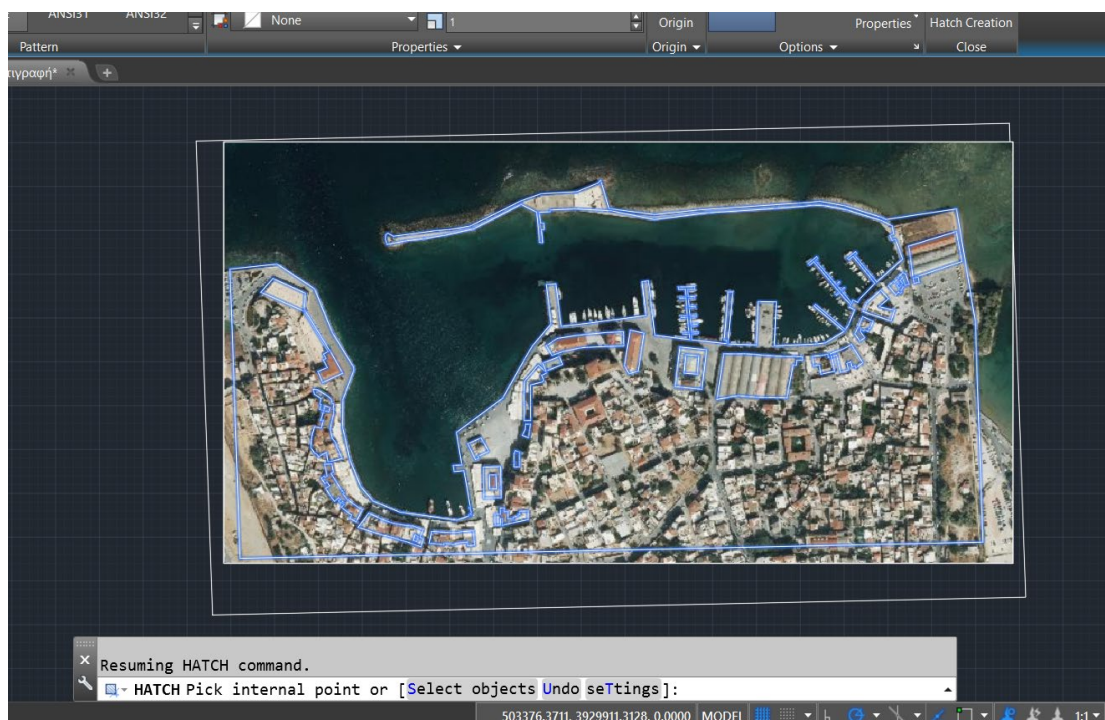 ANSI31 ANSI32 None 1 Origin Properties Hatch Creation
Pattern Properties Origin Options Close
τιγραφή*
Resuming HATCH command.
HATCH Pick internal point or [Select objects Undo seTtings]:
503376.3711, 3929911.3128, 0.0000 MODEL 1:1